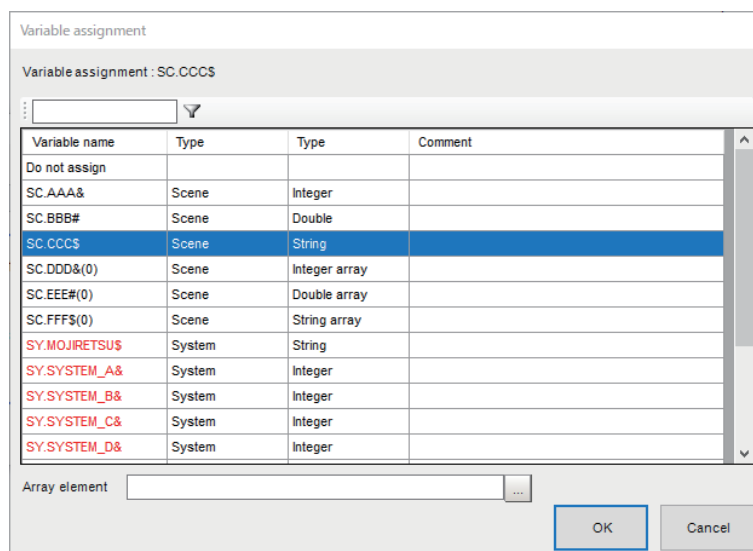 Variable assignment
Variable assignment : SC.CCC$
Variable name Type Type Comment
Do not assign
SC.AAA& Scene Integer
SC.BBB# Scene Double
SC.CCC$ Scene String
SC.DDD&(0) Scene Integer array
SC.EEE#(0) Scene Double array
SC.FFF$(0) Scene String array
SY.MOJIRETSU$ System String
SY.SYSTEM_A& System Integer
SY.SYSTEM_B& System Integer
SY.SYSTEM_C& System Integer
SY.SYSTEM_D& System Integer
Array element ...
OK Cancel